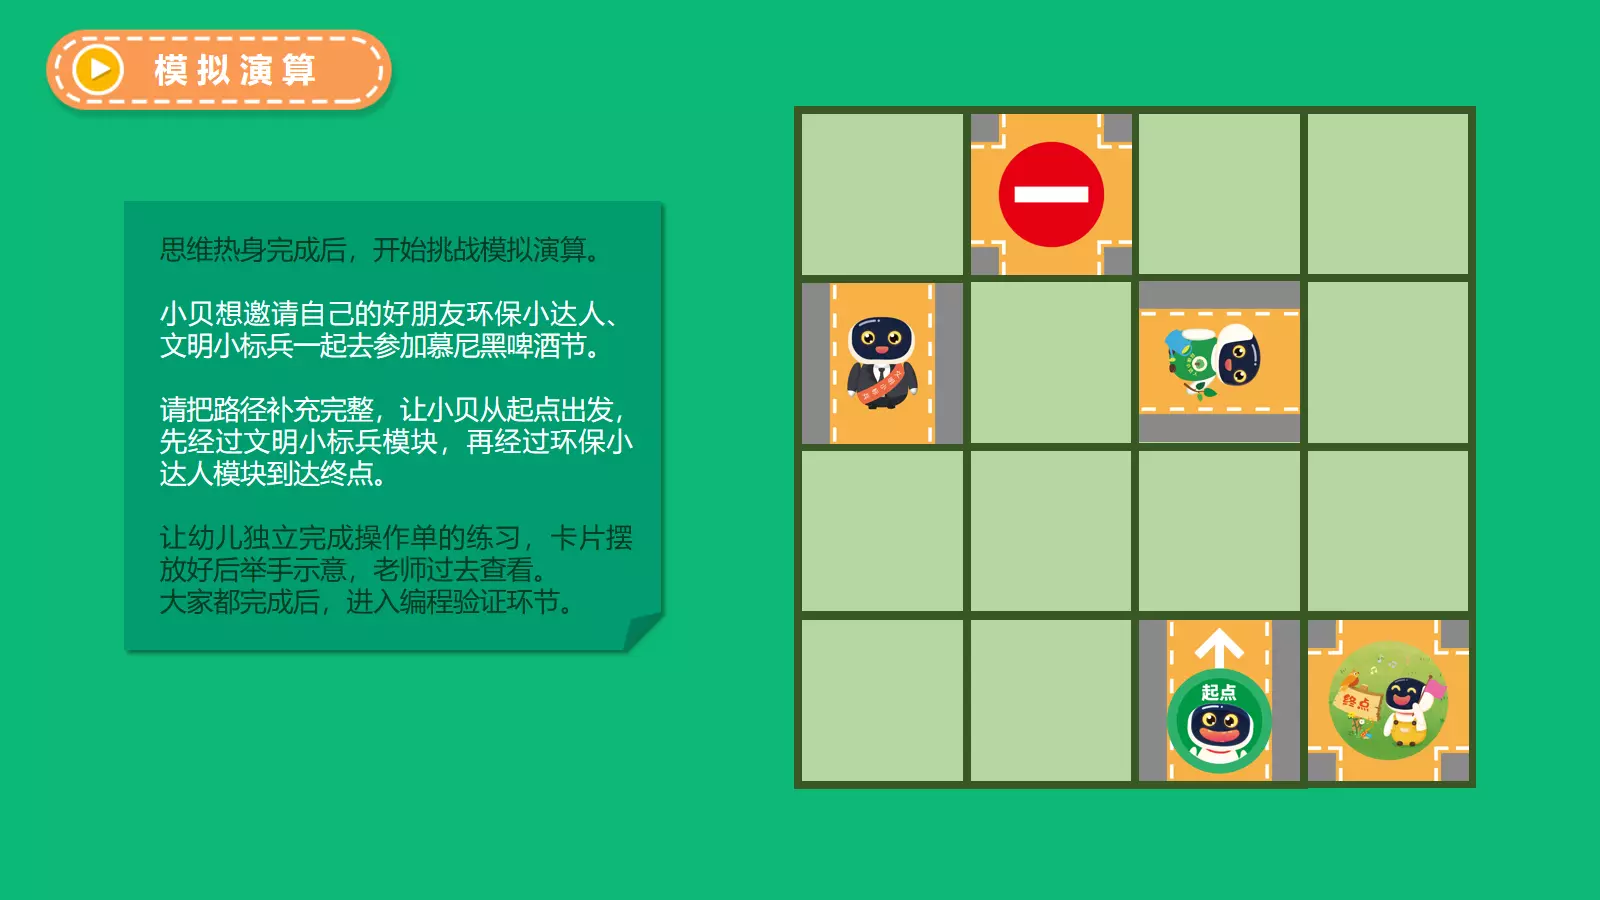 模拟演算
思维热身完成后，开始挑战模拟演算。
小贝想邀请自己的好朋友环保小达人、
文明小标兵一起去参加慕尼黑啤酒节。
请把路径补充完整，让小贝从起点出发，
先经过文明小标兵模块，再经过环保小
达人模块到达终点。
让幼儿独立完成操作单的练习，卡片摆
放好后举手示意，老师过去查看。
大家都完成后，进入编程验证环节。
起点
终点